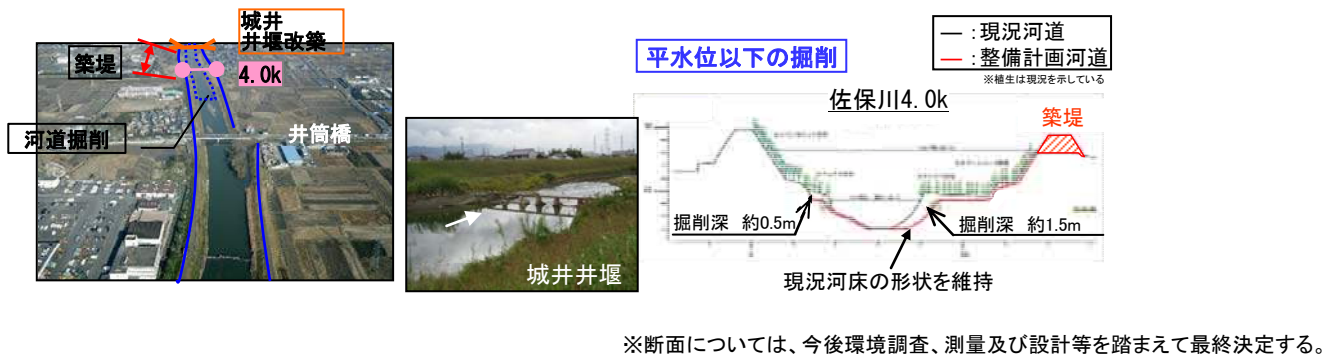 城井
井堰改築
築堤
4.0k
河道掘削
井筒橋
城井井堰
平水位以下の掘削
― :現況河道
― :整備計画河道
※植生は現況を示している
佐保川4.0k
築堤
掘削深 約0.5m
掘削深 約1.5m
現況河床の形状を維持
※断面については、今後環境調査、測量及び設計等を踏まえて最終決定する。